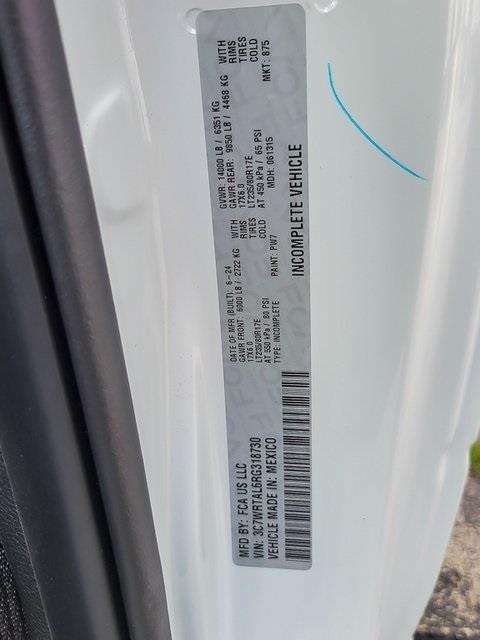 MFD BY: FCA US LLC
DATE OF MFR (BUILT) 6-24
GVWR: 14000 LB / 6351 KG
GAWR FRONT: 6000 LB / 2722 KG WITH
GAWR REAR: 9850 LB / 4468 KG WITH
17X6.0 RIMS
17X6.0 RIMS
LT235/80R17E TIRES
LT235/80R17E TIRES
AT 550 kPa / 80 PSI COLD
AT 450 kPa / 65 PSI COLD
VIN: 3C7WRTAL6RG318730
TYPE: INCOMPLETE
PAINT: PW7
MDH: 061315
MKT: 875
VEHICLE MADE IN: MEXICO
INCOMPLETE VEHICLE